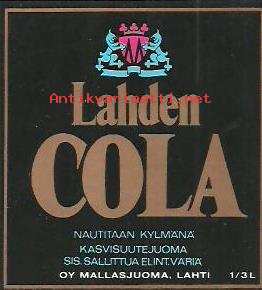 Antikvariaatti.net
Lahden
COLA
NAUTITAAN KYLMÄNÄ
KASVISUUTEJUOMA
SIS. SALLITTUA ELINT.VÄRIÄ
OY MALLASJUOMA, LAHTI 1/3 L